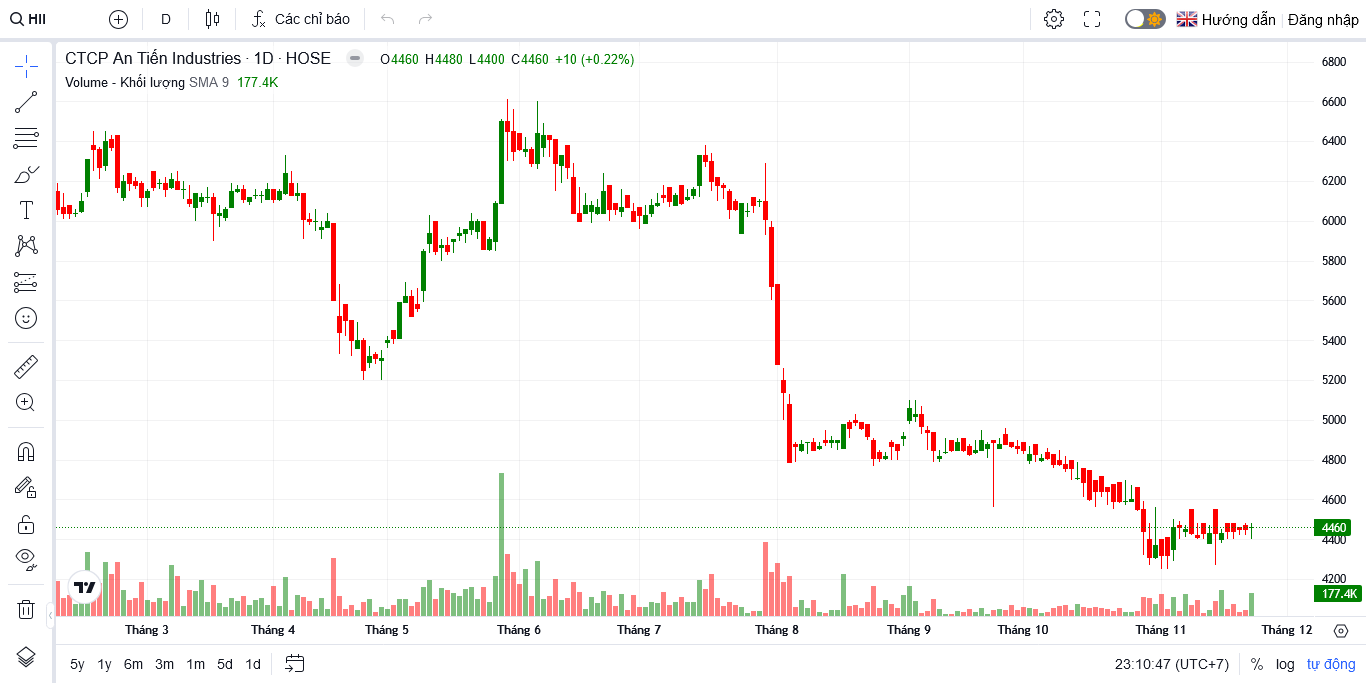 HII D Các chỉ báo Hướng dẫn Đăng nhập
CTCP An Tiến Industries · 1D · HOSE O4460 H4480 L4400 C4460 +10 (+0.22%)
Volume - Khối lượng SMA 9 177.4K
6800
6600
6400
6200
6000
5800
5600
5400
5200
5000
4800
4600
4460
4400
4200
177.4K
Tháng 3 Tháng 4 Tháng 5 Tháng 6 Tháng 7 Tháng 8 Tháng 9 Tháng 10 Tháng 11 Tháng 12
5y 1y 6m 3m 1m 5d 1d 23:10:47 (UTC+7) % log tự động